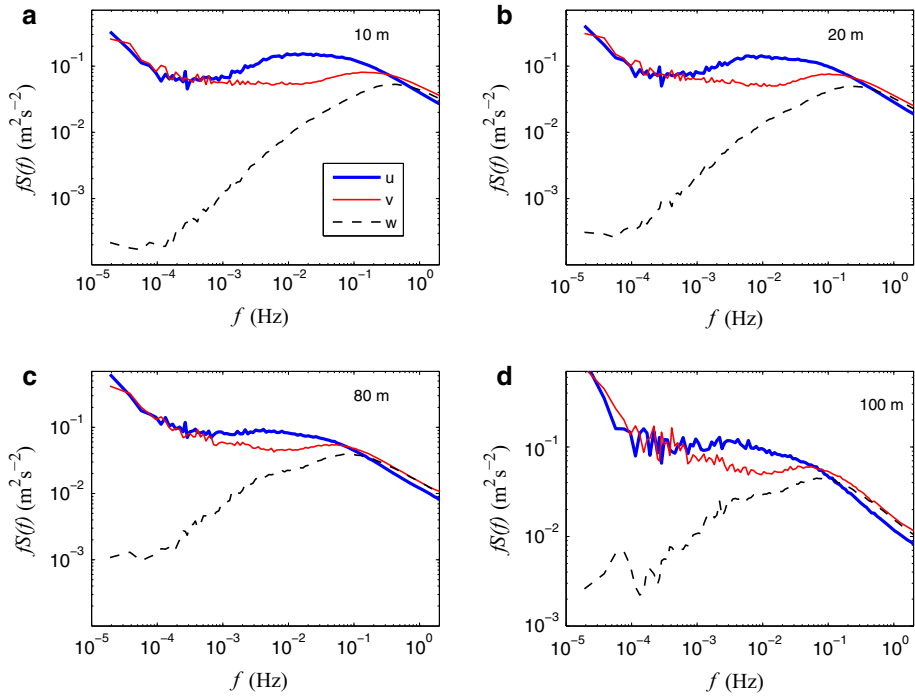 a
10 m
10⁻¹
10⁻²
10⁻³
fS(f) (m²s⁻²)
u
v
w
10⁻⁵ 10⁻⁴ 10⁻³ 10⁻² 10⁻¹ 10⁰
f (Hz)
b
20 m
10⁻¹
10⁻²
10⁻³
fS(f) (m²s⁻²)
10⁻⁵ 10⁻⁴ 10⁻³ 10⁻² 10⁻¹ 10⁰
f (Hz)
c
80 m
10⁻¹
10⁻²
10⁻³
fS(f) (m²s⁻²)
10⁻⁵ 10⁻⁴ 10⁻³ 10⁻² 10⁻¹ 10⁰
f (Hz)
d
100 m
10⁻¹
10⁻²
10⁻³
fS(f) (m²s⁻²)
10⁻⁵ 10⁻⁴ 10⁻³ 10⁻² 10⁻¹ 10⁰
f (Hz)